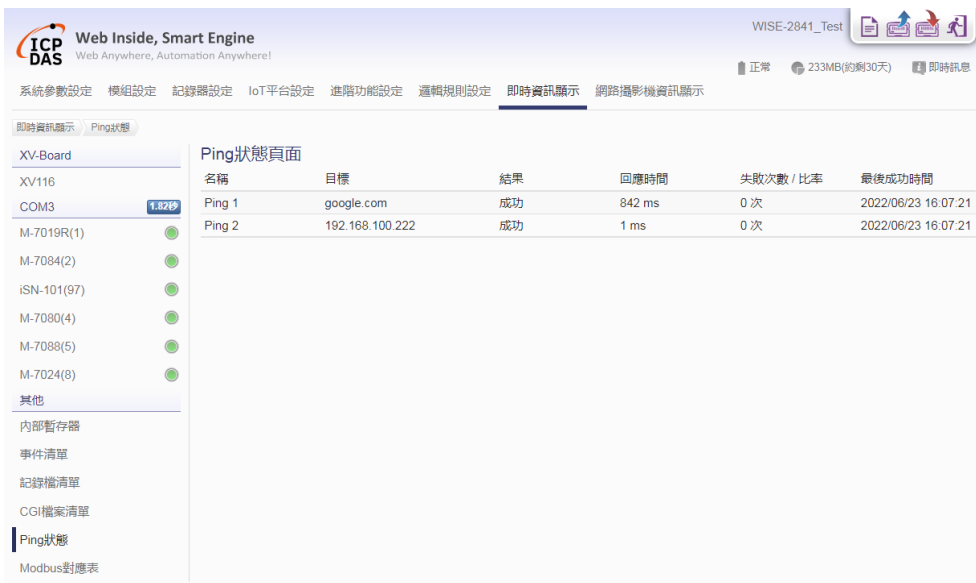 ICP DAS
Web Inside, Smart Engine
Web Anywhere, Automation Anywhere!
WISE-2841_Test
正常 233MB(約剩30天) 即時訊息
系統參數設定 模組設定 記錄器設定 IoT平台設定 進階功能設定 邏輯規則設定 即時資訊顯示 網路攝影機資訊顯示
即時資訊顯示 Ping狀態
XV-Board
XV116
COM3 1.82秒
M-7019R(1)
M-7084(2)
iSN-101(97)
M-7080(4)
M-7088(5)
M-7024(8)
其他
內部暫存器
事件清單
記錄檔清單
CGI檔案清單
Ping狀態
Modbus對應表
Ping狀態頁面
名稱 目標 結果 回應時間 失敗次數 / 比率 最後成功時間
Ping 1 google.com 成功 842 ms 0 次 2022/06/23 16:07:21
Ping 2 192.168.100.222 成功 1 ms 0 次 2022/06/23 16:07:21